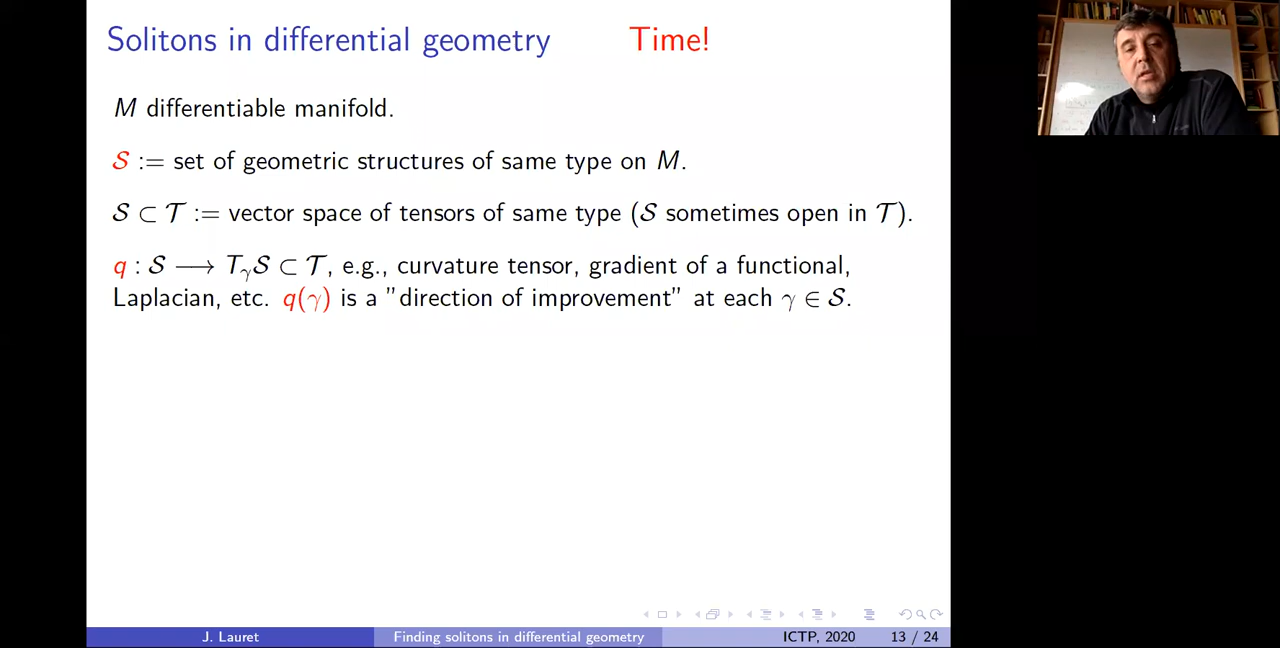 Solitons in differential geometry Time!
M differentiable manifold.
𝒮 := set of geometric structures of same type on M.
𝒮 ⊂ 𝒯 := vector space of tensors of same type (𝒮 sometimes open in 𝒯).
q : 𝒮 ⟶ T_γ𝒮 ⊂ 𝒯, e.g., curvature tensor, gradient of a functional,
Laplacian, etc. q(γ) is a "direction of improvement" at each γ ∈ 𝒮.
J. Lauret Finding solitons in differential geometry ICTP, 2020 13 / 24